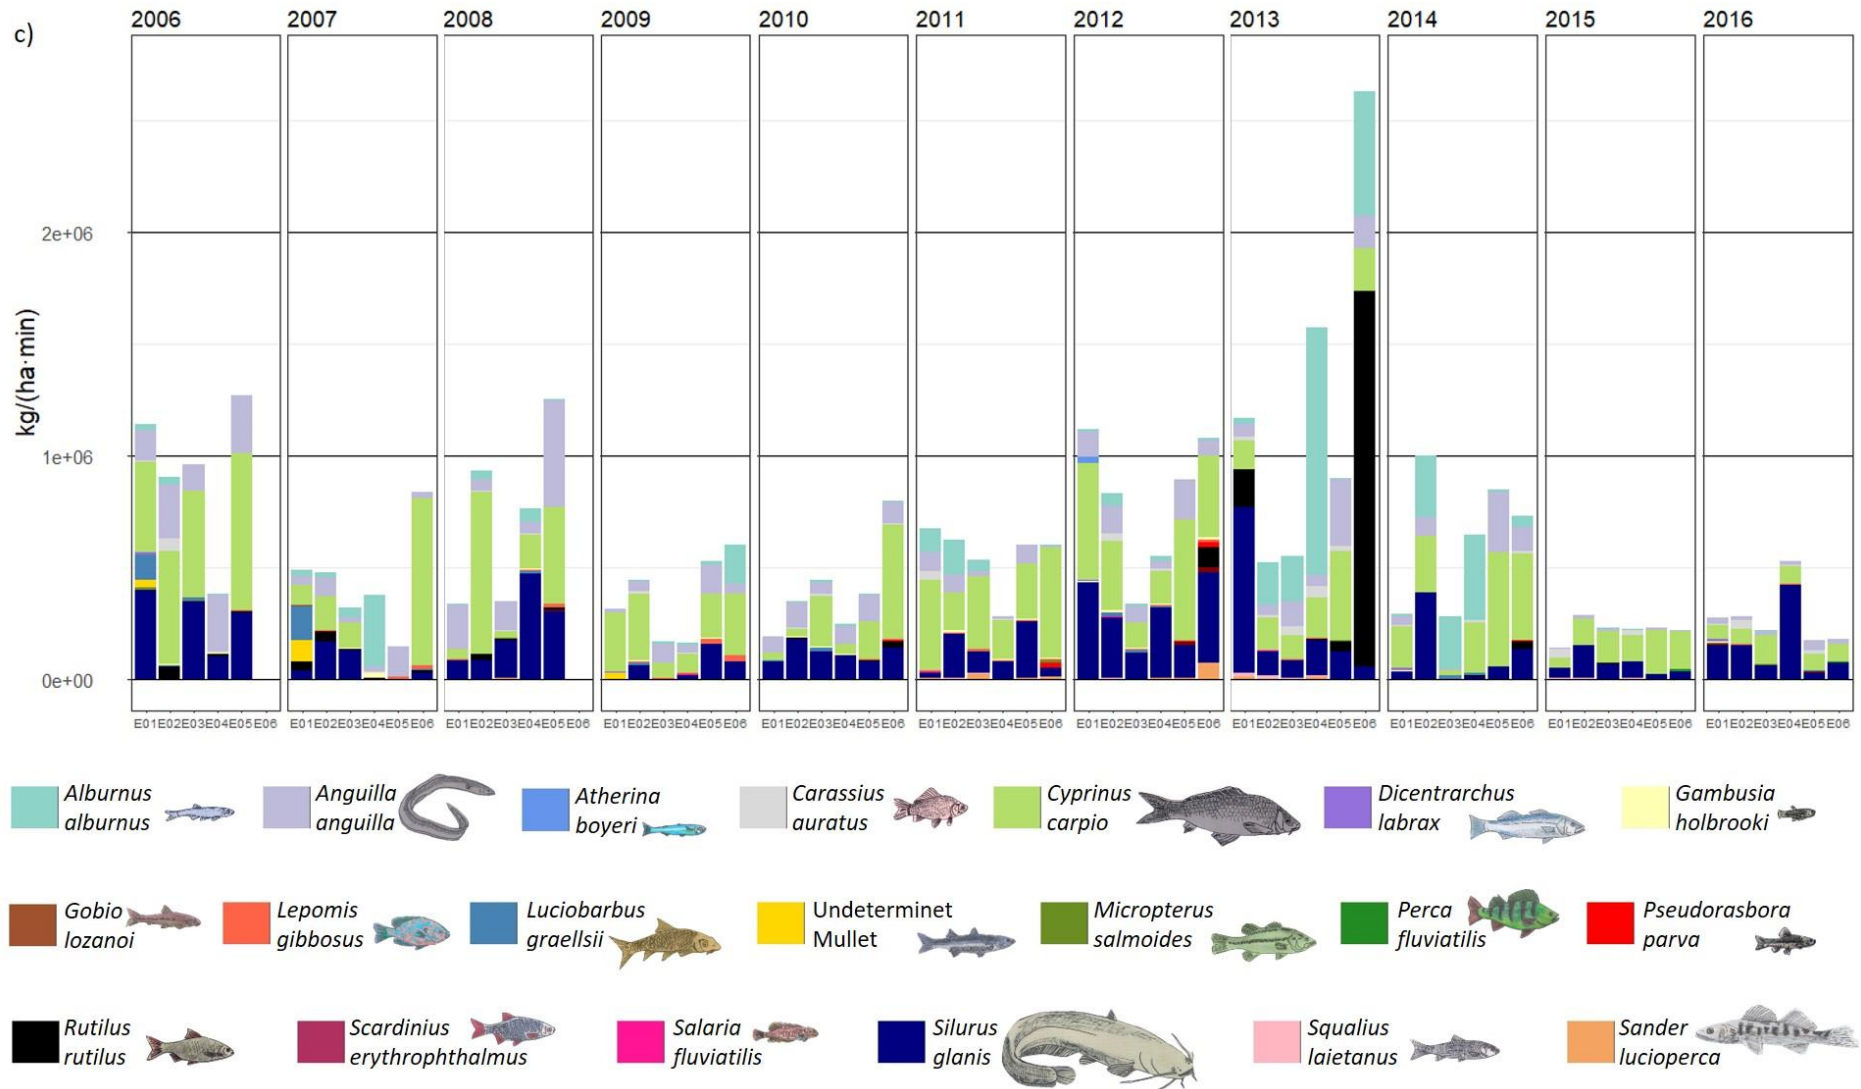 c)
2006 2007 2008 2009 2010 2011 2012 2013 2014 2015 2016
kg/(ha·min)
2e+06
1e+06
0e+00
E01E02E03E04E05E06 E01E02E03E04E05E06 E01E02E03E04E05E06 E01E02E03E04E05E06 E01E02E03E04E05E06 E01E02E03E04E05E06 E01E02E03E04E05E06 E01E02E03E04E05E06 E01E02E03E04E05E06 E01E02E03E04E05E06 E01E02E03E04E05E06
Alburnus
alburnus
Anguilla
anguilla
Atherina
boyeri
Carassius
auratus
Cyprinus
carpio
Dicentrarchus
labrax
Gambusia
holbrooki
Gobio
lozanoi
Lepomis
gibbosus
Luciobarbus
graellsii
Undeterminet
Mullet
Micropterus
salmoides
Perca
fluviatilis
Pseudorasbora
parva
Rutilus
rutilus
Scardinius
erythrophthalmus
Salaria
fluviatilis
Silurus
glanis
Squalius
laietanus
Sander
lucioperca